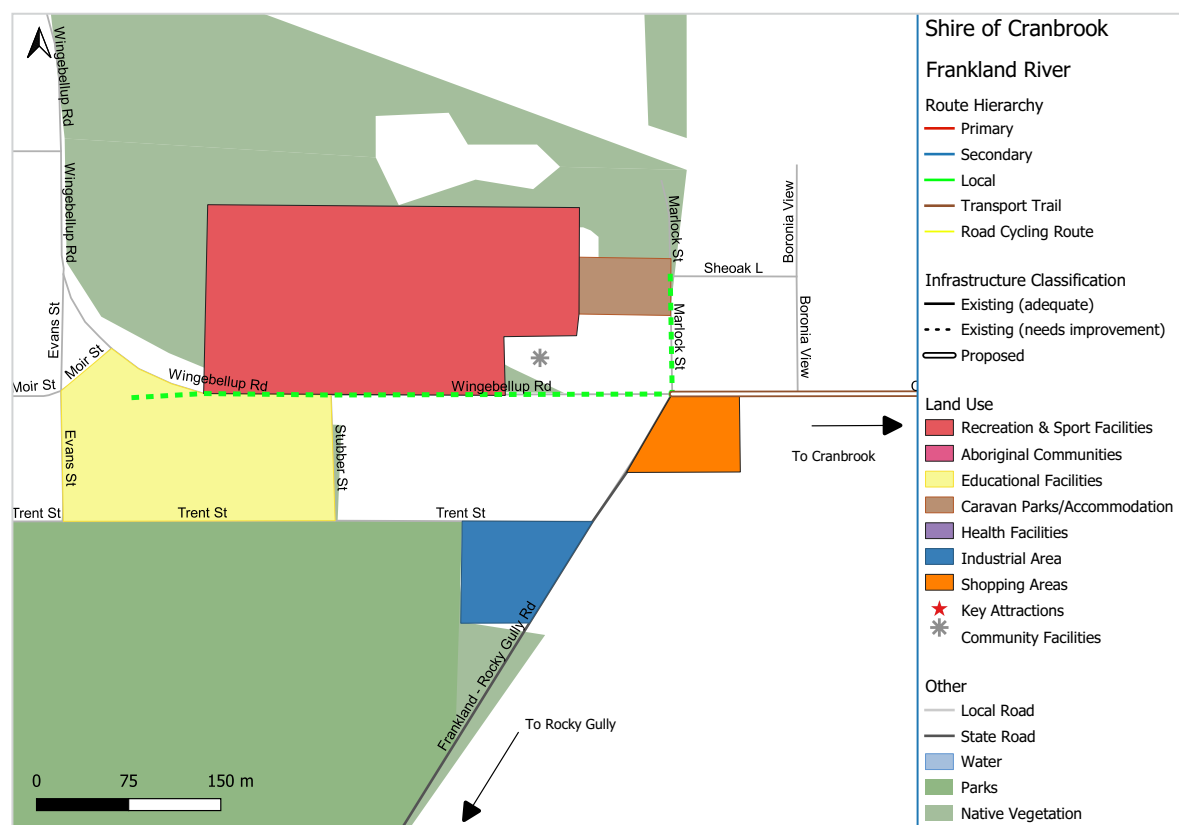 Wingebellup Rd
Wingebellup Rd
Evans St
Moir St
Moir St
Wingebellup Rd
Wingebellup Rd
Marlock St
Marlock St
Sheoak L
Boronia View
Boronia View
Evans St
Stubber St
Trent St
Trent St
Trent St
To Cranbrook
Frankland - Rocky Gully Rd
To Rocky Gully
0 75 150 m
Shire of Cranbrook
Frankland River
Route Hierarchy
Primary
Secondary
Local
Transport Trail
Road Cycling Route
Infrastructure Classification
Existing (adequate)
Existing (needs improvement)
Proposed
Land Use
Recreation & Sport Facilities
Aboriginal Communities
Educational Facilities
Caravan Parks/Accommodation
Health Facilities
Industrial Area
Shopping Areas
Key Attractions
Community Facilities
Other
Local Road
State Road
Water
Parks
Native Vegetation